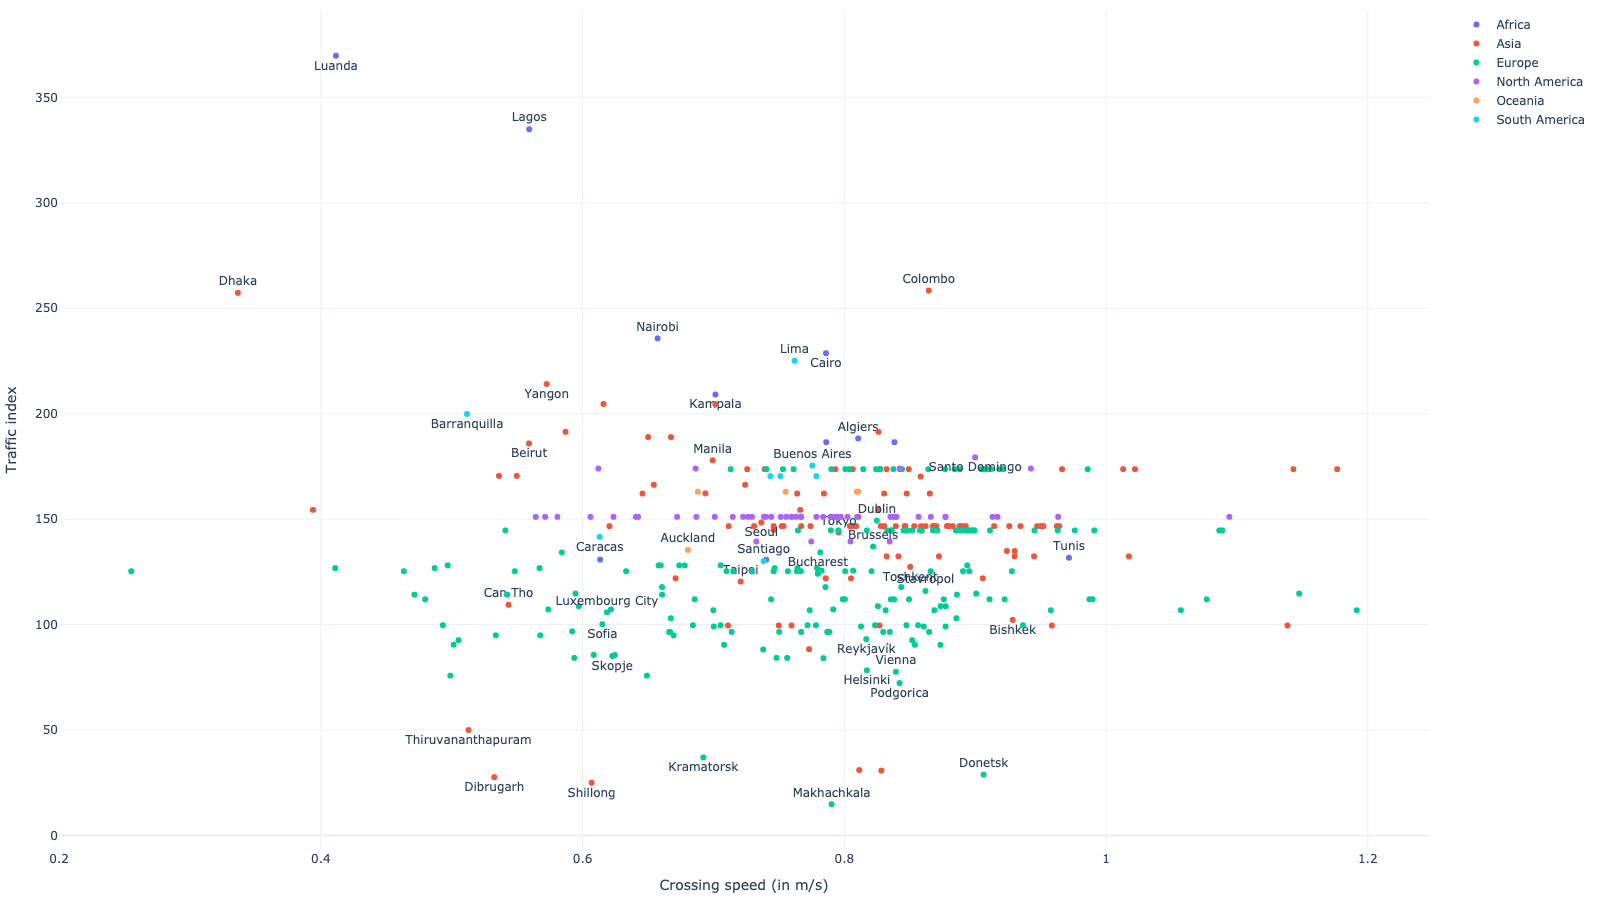 Africa
Asia
Europe
North America
Oceania
South America
Traffic index
350
300
250
200
150
100
50
0
Luanda
Lagos
Dhaka
Colombo
Nairobi
Lima
Cairo
Yangon
Kampala
Barranquilla
Algiers
Beirut
Manila
Buenos Aires
Santo Domingo
Dublin
Tokyo
Seoul
Brussels
Auckland
Caracas
Santiago
Tunis
Bucharest
Taipei
Toshkent
Stavropol
Can Tho
Luxembourg City
Bishkek
Sofia
Reykjavík
Vienna
Skopje
Helsinki
Podgorica
Thiruvananthapuram
Kramatorsk
Donetsk
Dibrugarh
Shillong
Makhachkala
0.2
0.4
0.6
0.8
1
1.2
Crossing speed (in m/s)